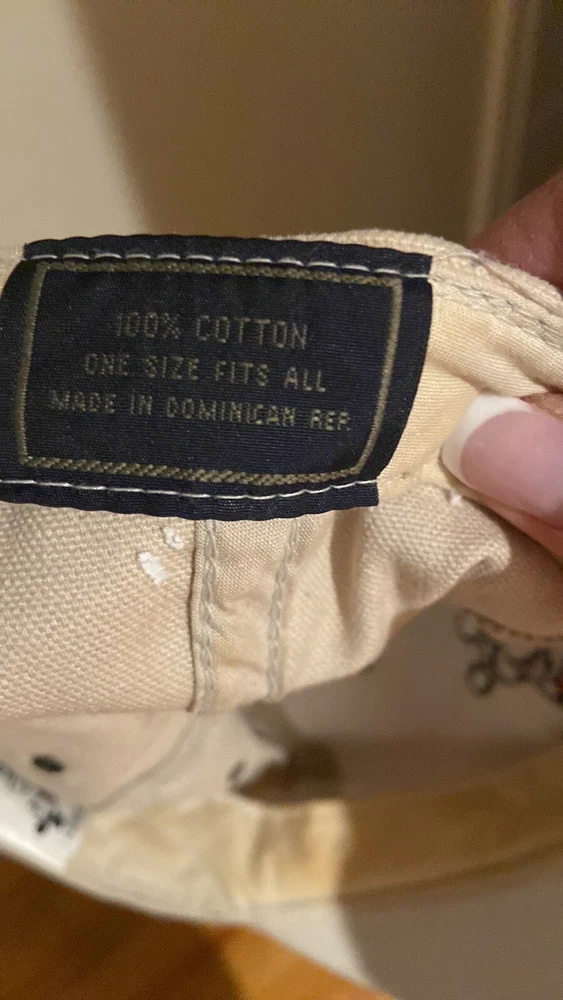 100% COTTON
ONE SIZE FITS ALL
MADE IN DOMINICAN REP